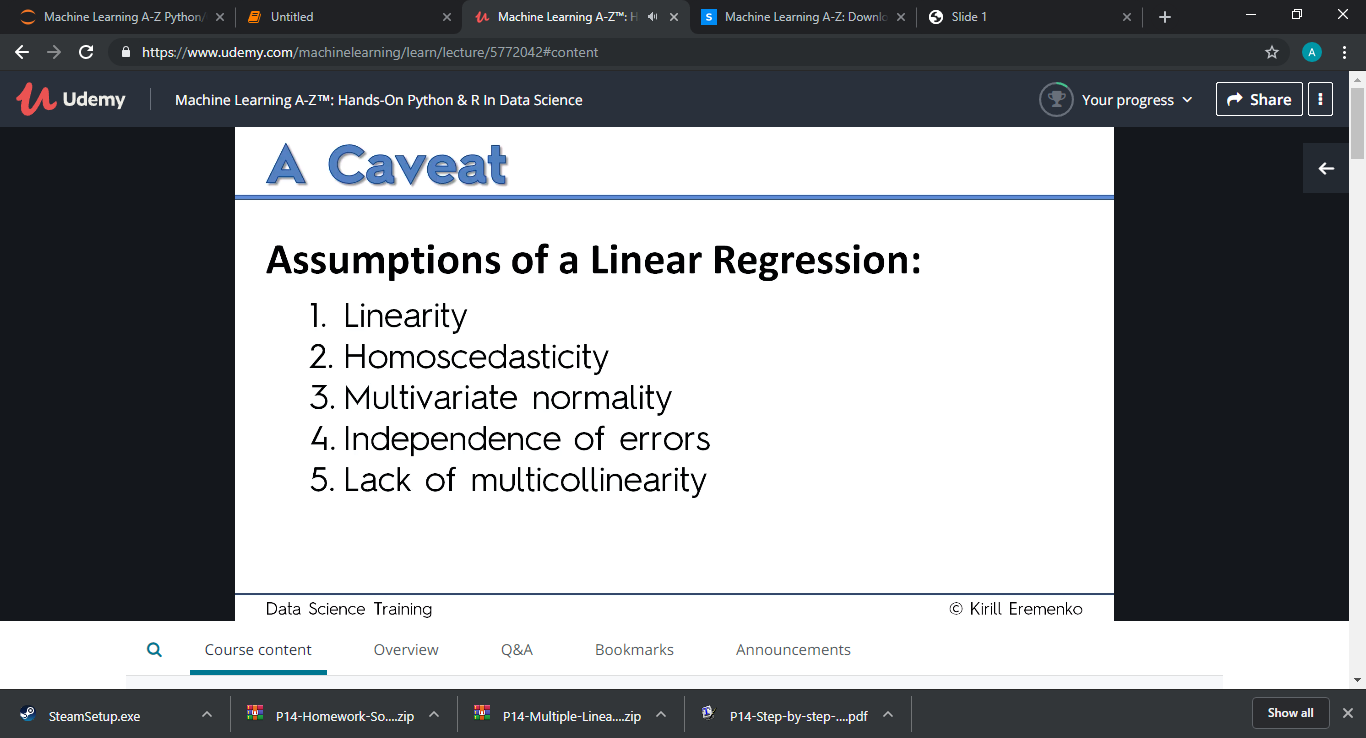 Machine Learning A-Z Python/
Untitled
Machine Learning A-Z™: H
S
Machine Learning A-Z: Downlo
Slide 1
https://www.udemy.com/machinelearning/learn/lecture/5772042#content
A
Udemy
Machine Learning A-Z™: Hands-On Python & R In Data Science
Your progress
Share
A Caveat
Assumptions of a Linear Regression:
1. Linearity
2. Homoscedasticity
3. Multivariate normality
4. Independence of errors
5. Lack of multicollinearity
Data Science Training
© Kirill Eremenko
Course content
Overview
Q&A
Bookmarks
Announcements
SteamSetup.exe
P14-Homework-So....zip
P14-Multiple-Linea....zip
P14-Step-by-step-....pdf
Show all